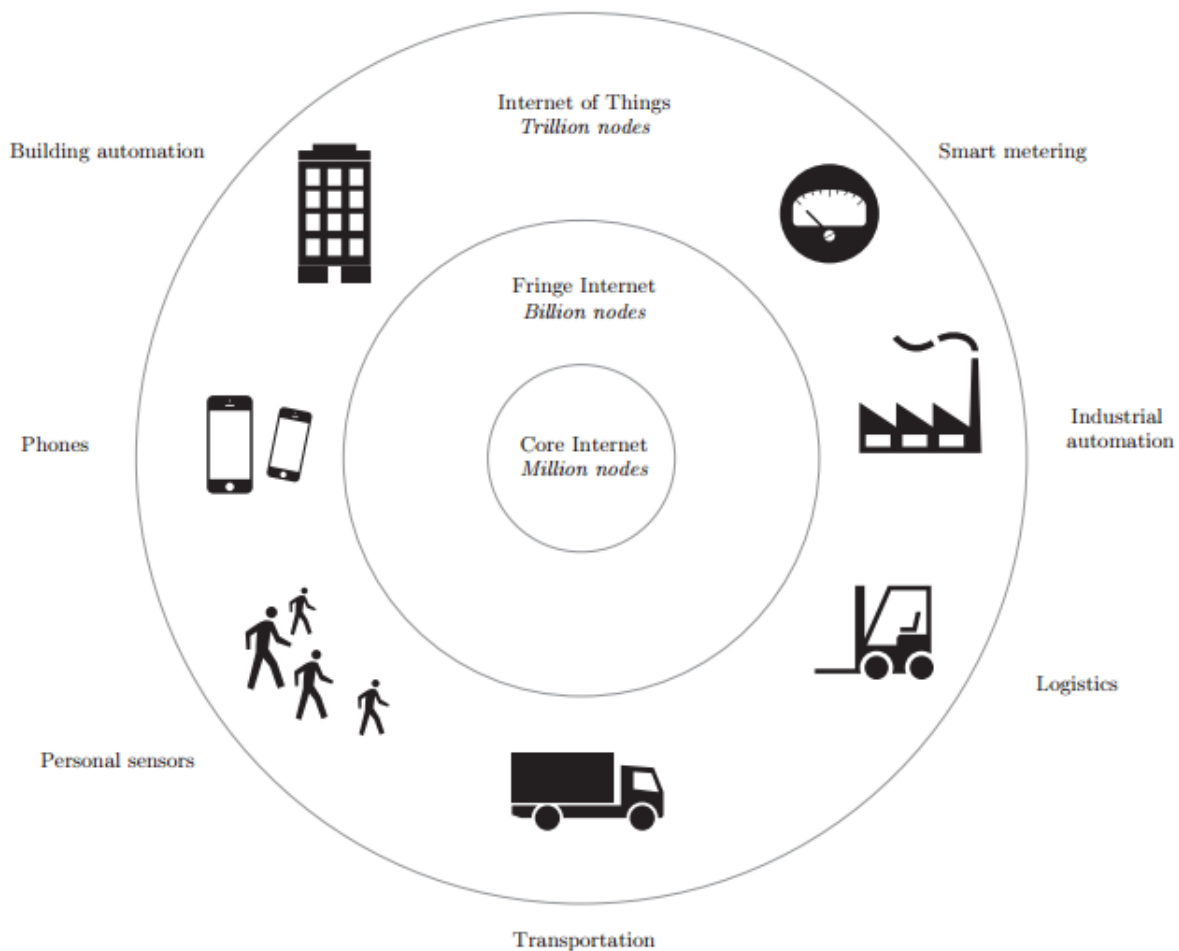 Internet of Things
Trillion nodes
Building automation
Smart metering
Fringe Internet
Billion nodes
Phones
Core Internet
Million nodes
Industrial
automation
Logistics
Personal sensors
Transportation